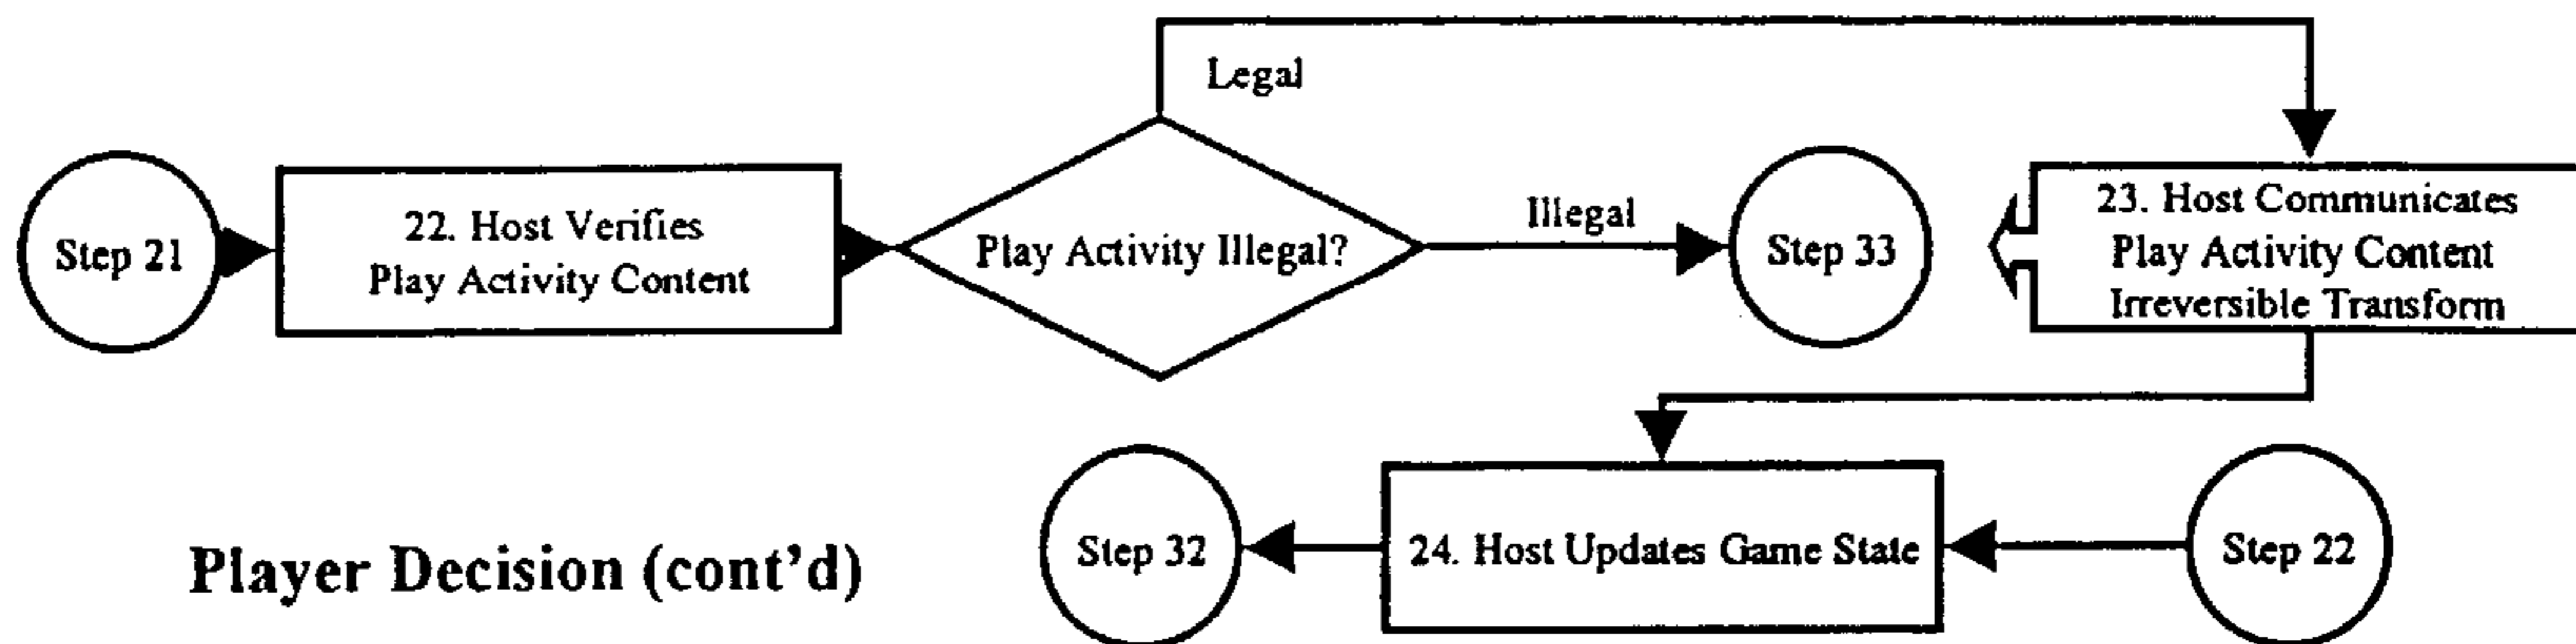 Legal
Step 21
22. Host Verifies
Play Activity Content
Play Activity Illegal?
Illegal
Step 33
23. Host Communicates
Play Activity Content
Irreversible Transform
Player Decision (cont'd)
Step 32
24. Host Updates Game State
Step 22